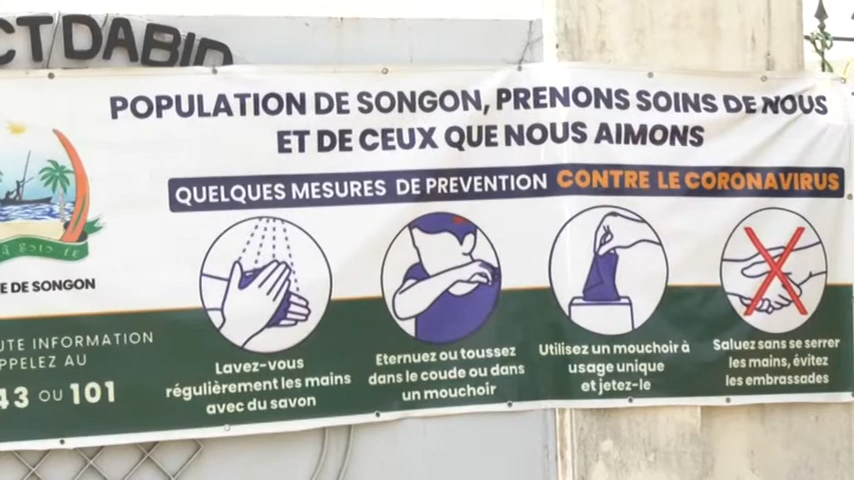 CT DABID
POPULATION DE SONGON, PRENONS SOINS DE NOUS
ET DE CEUX QUE NOUS AIMONS
QUELQUES MESURES DE PREVENTION CONTRE LE CORONAVIRUS
E DE SONGON
UTE INFORMATION
PPELEZ AU
43 OU 101
Lavez-vous
régulièrement les mains
avec du savon
Eternuez ou toussez
dans le coude ou dans
un mouchoir
Utilisez un mouchoir à
usage unique
et jetez-le
Saluez sans se serrer
les mains, évitez
les embrassades